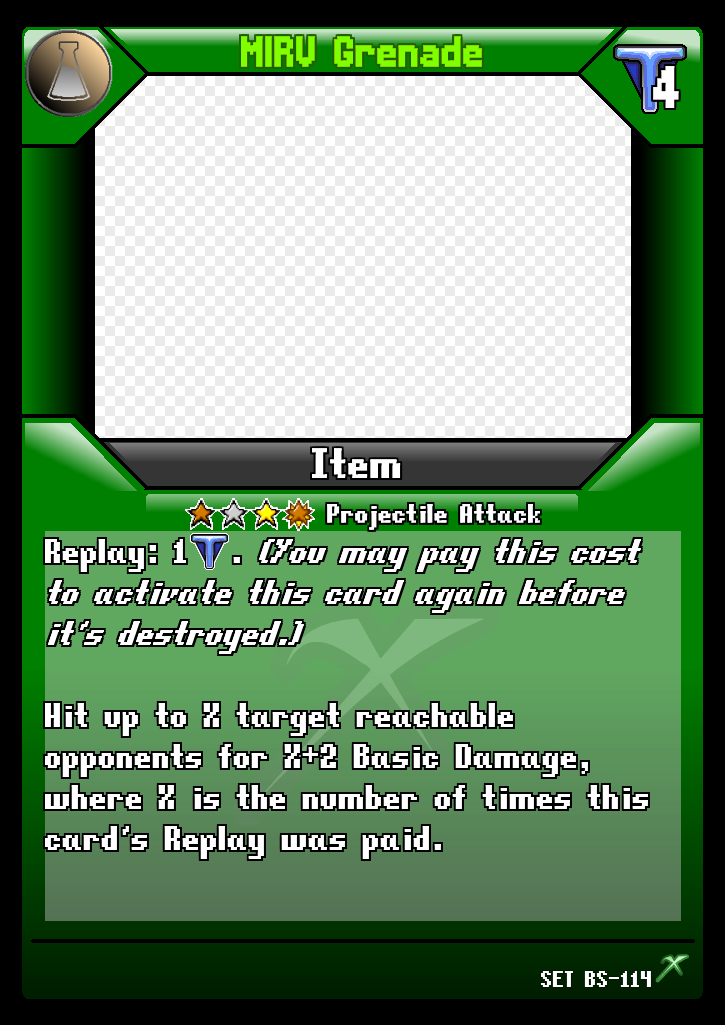 MIRV Grenade
4
Item
Projectile Attack
Replay: 1T. (You may pay this cost
to activate this card again before
it's destroyed.)
Hit up to X target reachable
opponents for X+2 Basic Damage,
where X is the number of times this
card's Replay was paid.
SET BS-114